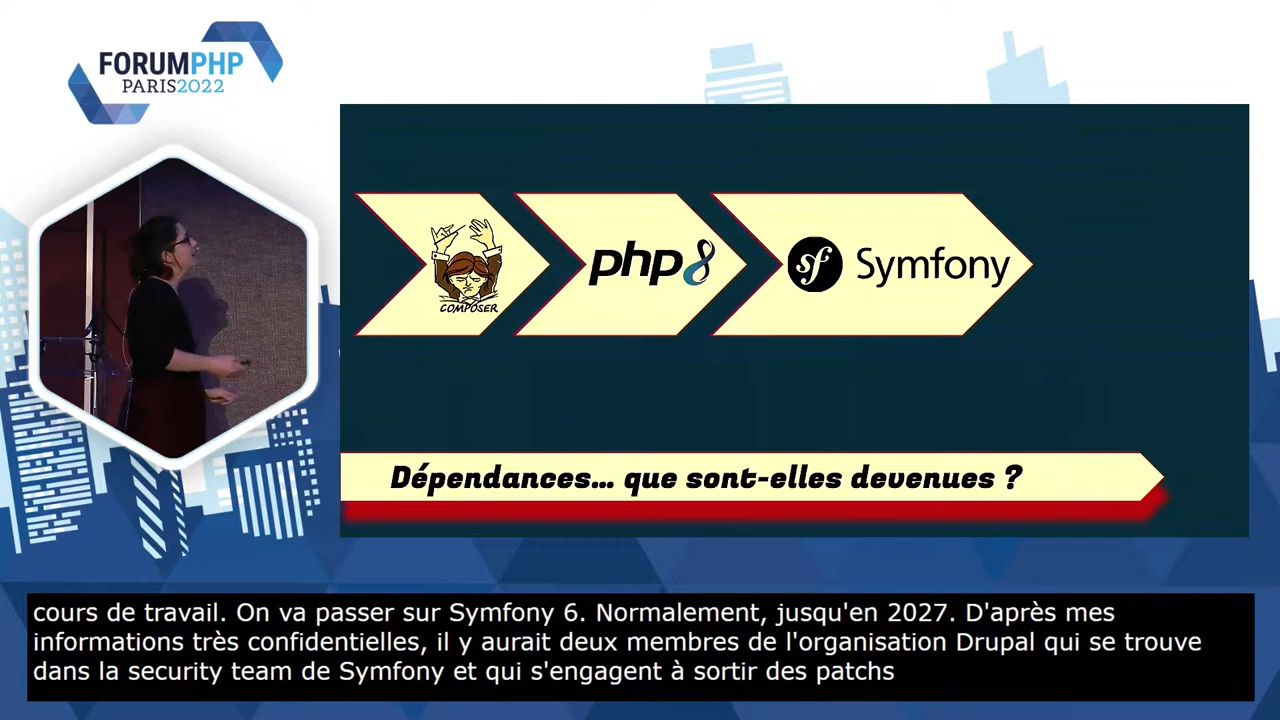 FORUMPHP
PARIS2022
COMPOSER
php8
sf Symfony
Dépendances... que sont-elles devenues ?
cours de travail. On va passer sur Symfony 6. Normalement, jusqu'en 2027. D'après mes
informations très confidentielles, il y aurait deux membres de l'organisation Drupal qui se trouve
dans la security team de Symfony et qui s'engagent à sortir des patchs